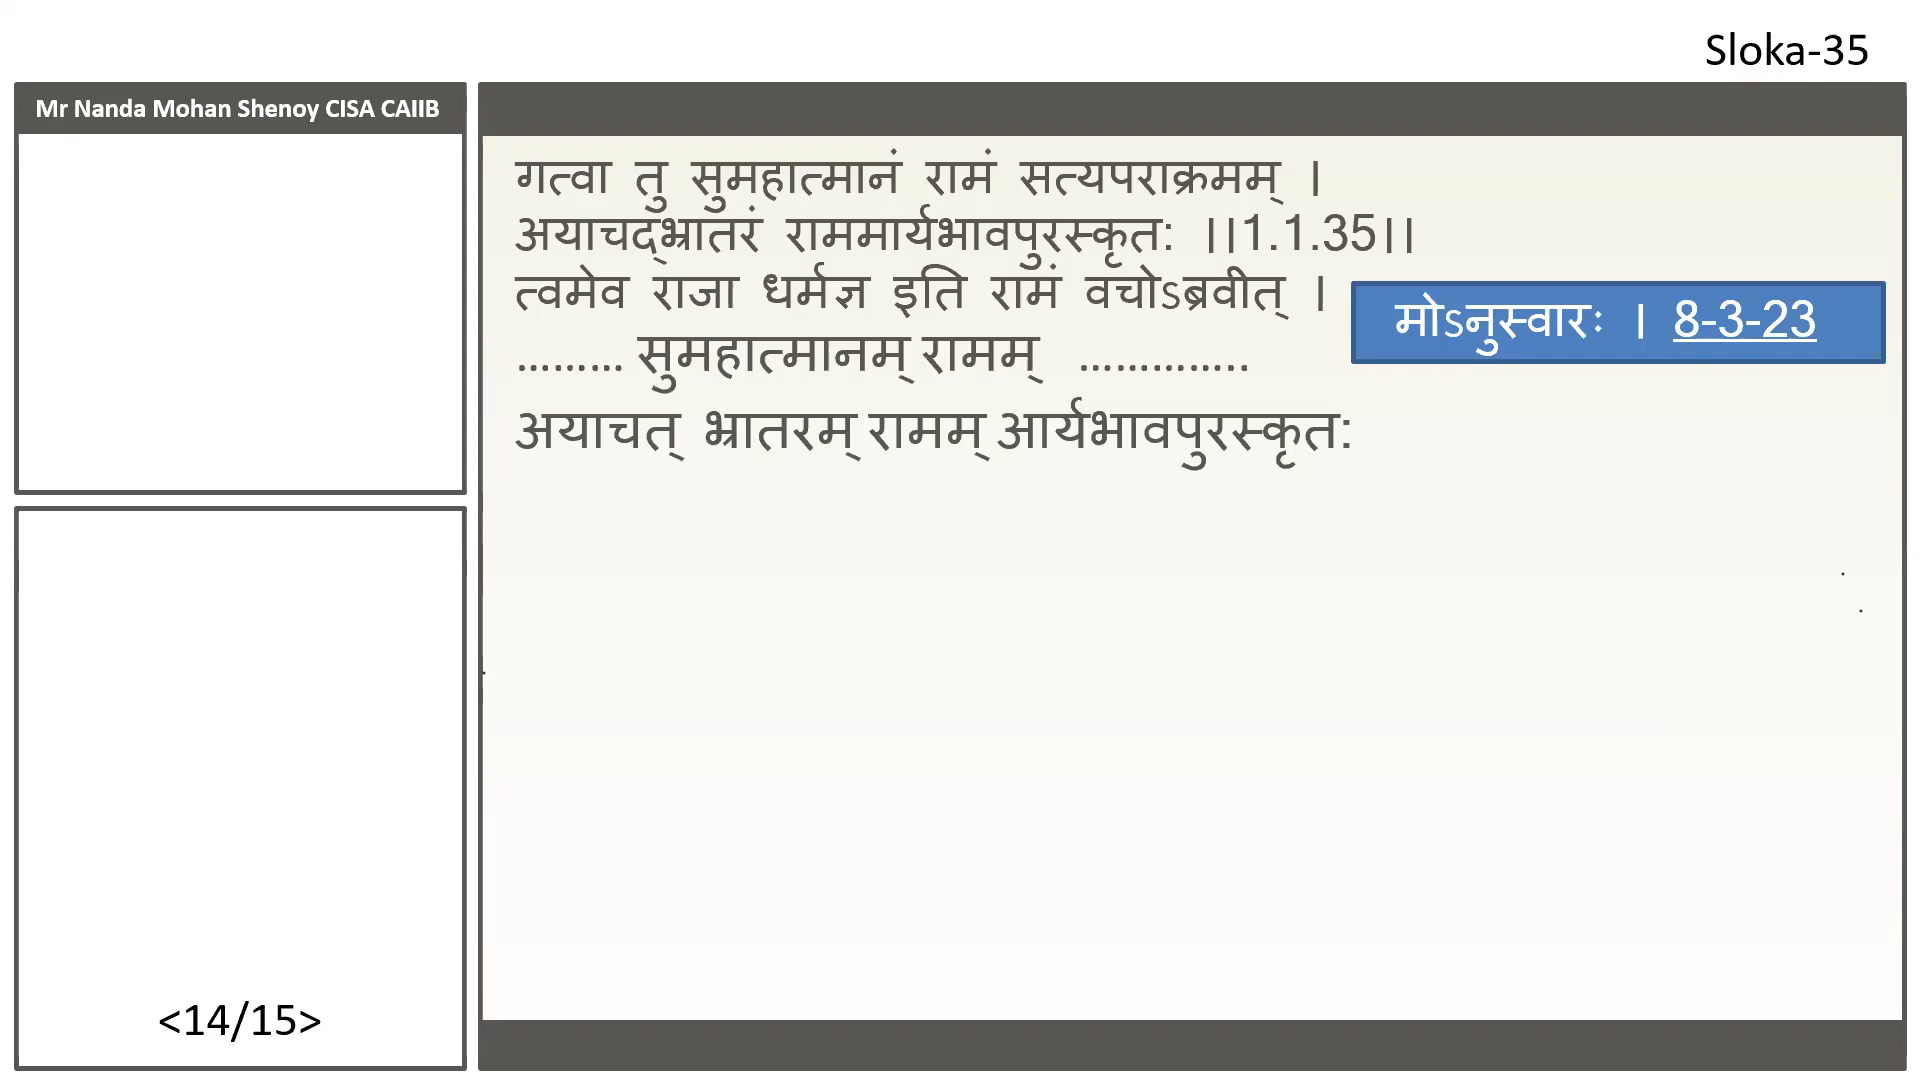 Sloka-35
Mr Nanda Mohan Shenoy CISA CAIIB
गत्वा तु सुमहात्मानं रामं सत्यपराक्रमम् ।
अयाचद्भ्रातरं राममार्यभावपुरस्कृत: ।।1.1.35।।
त्वमेव राजा धर्मज्ञ इति रामं वचोऽब्रवीत् ।
......... सुमहात्मानम् रामम् ..............
अयाचत् भ्रातरम् रामम् आर्यभावपुरस्कृत:
मोऽनुस्वारः । 8-3-23
<14/15>